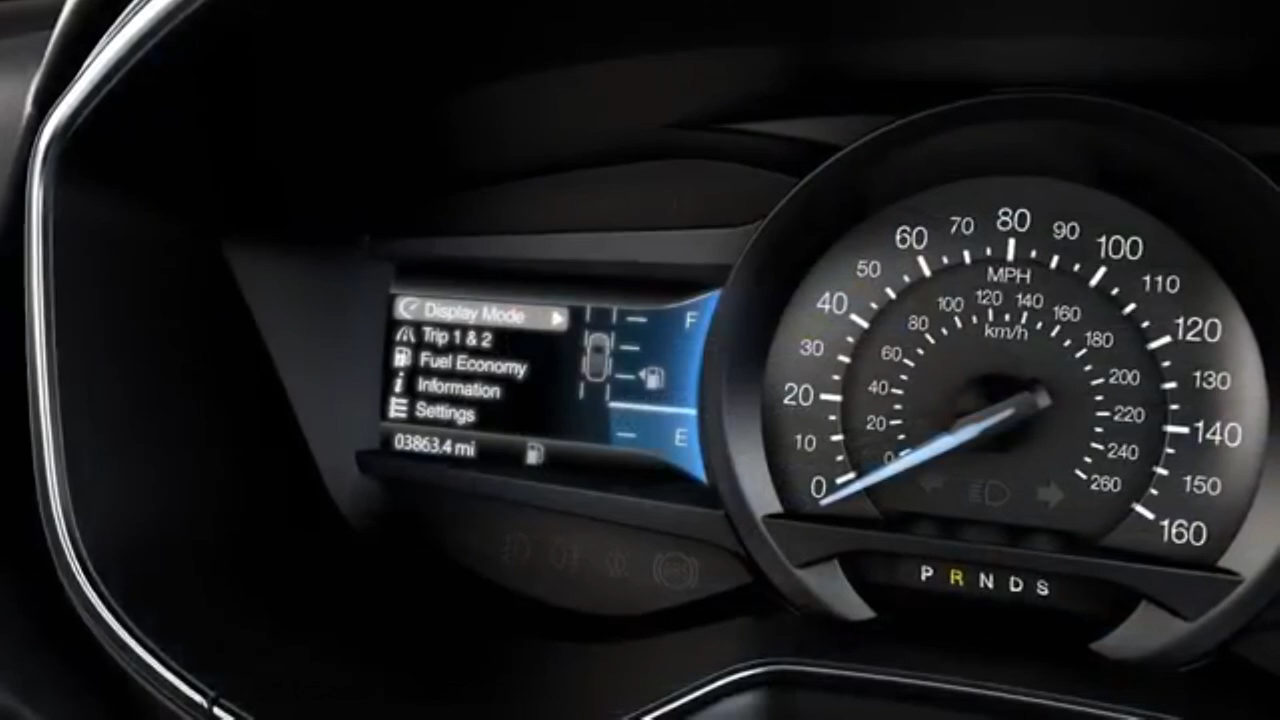 Display Mode
Trip 1 & 2
Fuel Economy
Information
Settings
03863.4 mi
F
E
0
10
20
30
40
50
60
70
80
90
100
110
120
130
140
150
160
MPH
0
20
40
60
80
100
120
140
160
180
200
220
240
260
km/h
P R N D S